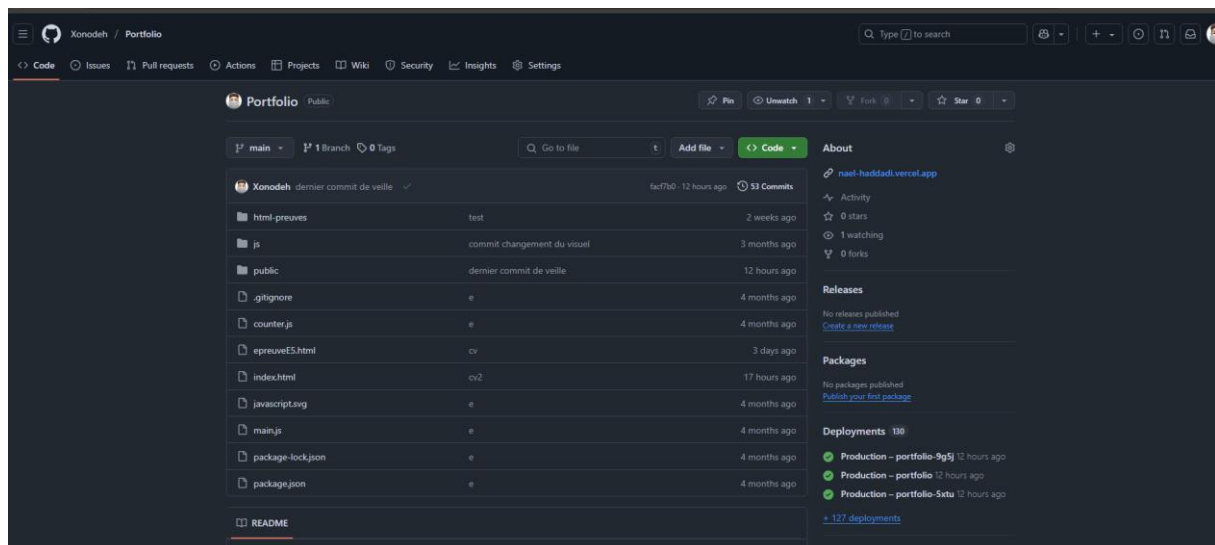 Xonodeh / Portfolio
Type / to search
Code Issues Pull requests Actions Projects Wiki Security Insights Settings
Portfolio Public
Pin Unwatch 1 Fork 0 Star 0
main 1 Branch 0 Tags
Go to file t
Add file Code
About
Xonodeh dernier commit de veille facf7b0 · 12 hours ago 53 Commits
html-preuves test 2 weeks ago
js commit changement du visuel 3 months ago
public dernier commit de veille 12 hours ago
.gitignore e 4 months ago
counter.js e 4 months ago
epreuveE5.html cv 3 days ago
index.html cv2 17 hours ago
javascript.svg e 4 months ago
main.js e 4 months ago
package-lock.json e 4 months ago
package.json e 4 months ago
README
nael-haddadi.vercel.app
Activity
0 stars
1 watching
0 forks
Releases
No releases published
Create a new release
Packages
No packages published
Publish your first package
Deployments 130
Production – portfolio-9g5j 12 hours ago
Production – portfolio 12 hours ago
Production – portfolio-5xtu 12 hours ago
+ 127 deployments